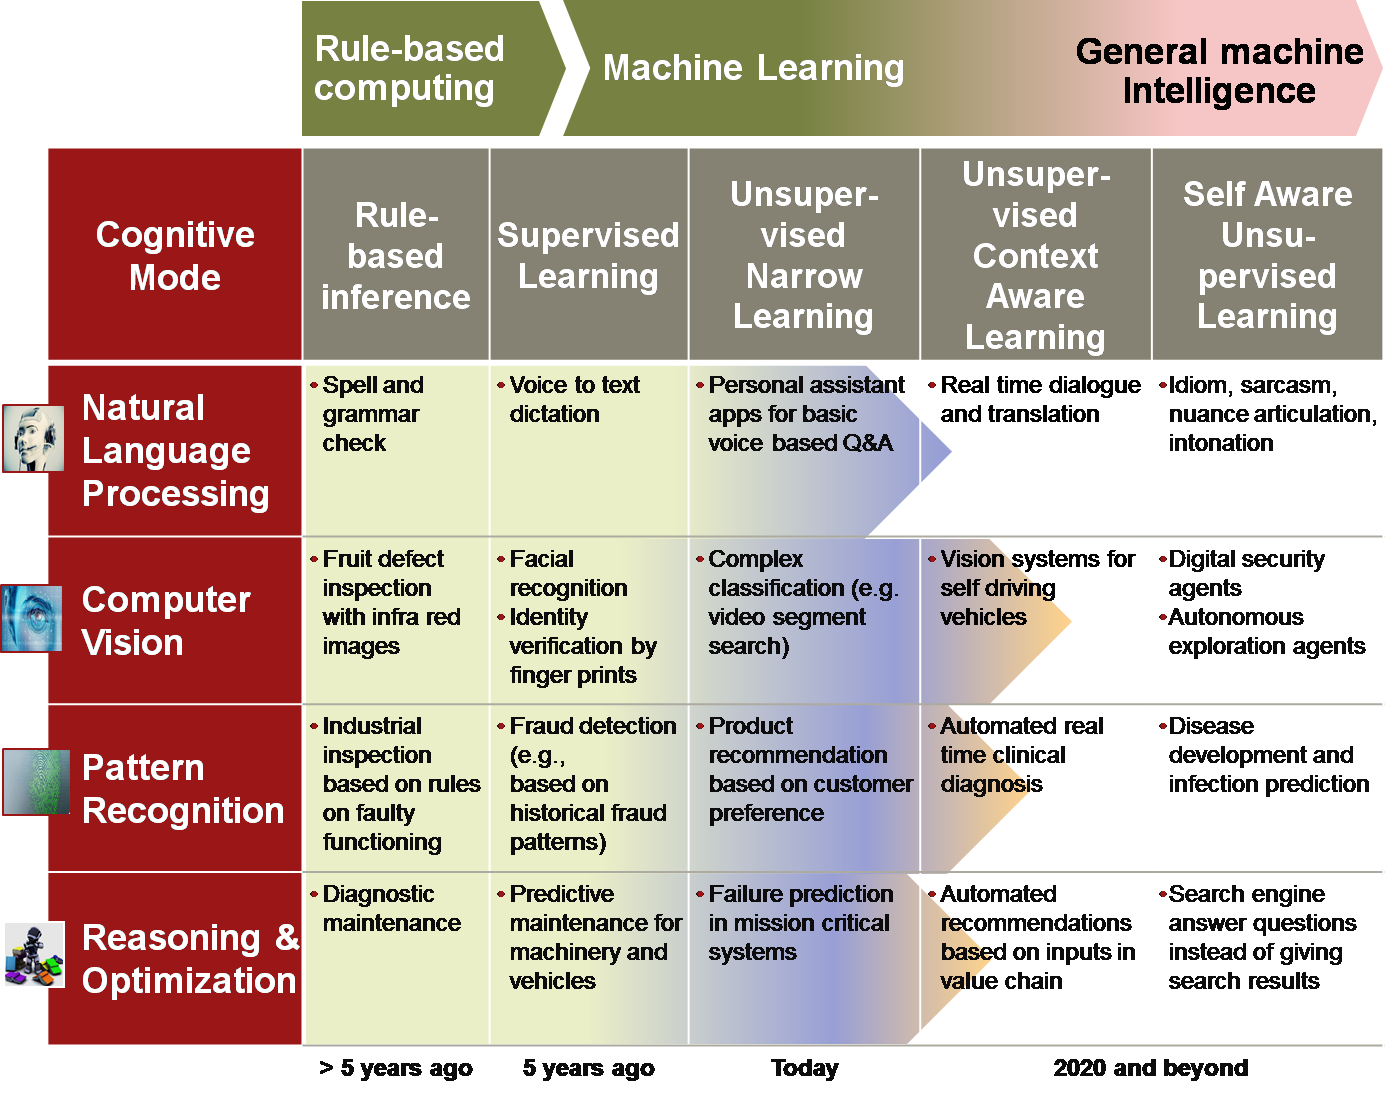 Rule-based
computing
Machine Learning
General machine
Intelligence
Cognitive
Mode
Rule-
based
inference
Supervised
Learning
Unsuper-
vised
Narrow
Learning
Unsuper-
vised
Context
Aware
Learning
Self Aware
Unsu-
pervised
Learning
Natural
Language
Processing
• Spell and
grammar
check
• Voice to text
dictation
• Personal assistant
apps for basic
voice based Q&A
• Real time dialogue
and translation
• Idiom, sarcasm,
nuance articulation,
intonation
Computer
Vision
• Fruit defect
inspection
with infra red
images
• Facial
recognition
• Identity
verification by
finger prints
• Complex
classification (e.g.
video segment
search)
• Vision systems for
self driving
vehicles
• Digital security
agents
• Autonomous
exploration agents
Pattern
Recognition
• Industrial
inspection
based on rules
on faulty
functioning
• Fraud detection
(e.g.,
based on
historical fraud
patterns)
• Product
recommendation
based on customer
preference
• Automated real
time clinical
diagnosis
• Disease
development and
infection prediction
Reasoning &
Optimization
• Diagnostic
maintenance
• Predictive
maintenance for
machinery and
vehicles
• Failure prediction
in mission critical
systems
• Automated
recommendations
based on inputs in
value chain
• Search engine
answer questions
instead of giving
search results
> 5 years ago
5 years ago
Today
2020 and beyond